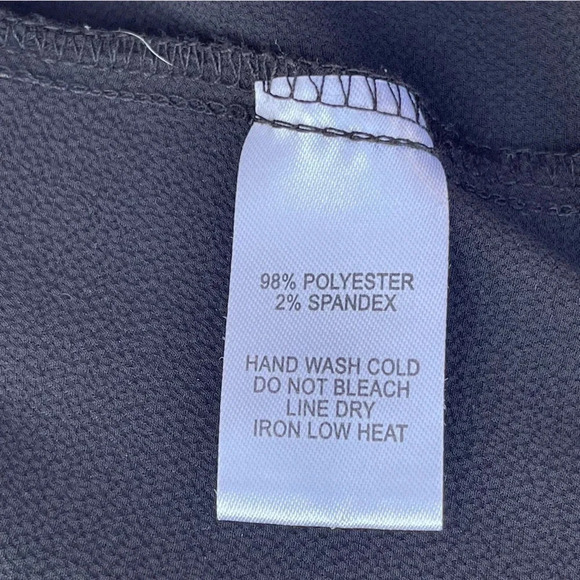 98% POLYESTER
2% SPANDEX
HAND WASH COLD
DO NOT BLEACH
LINE DRY
IRON LOW HEAT